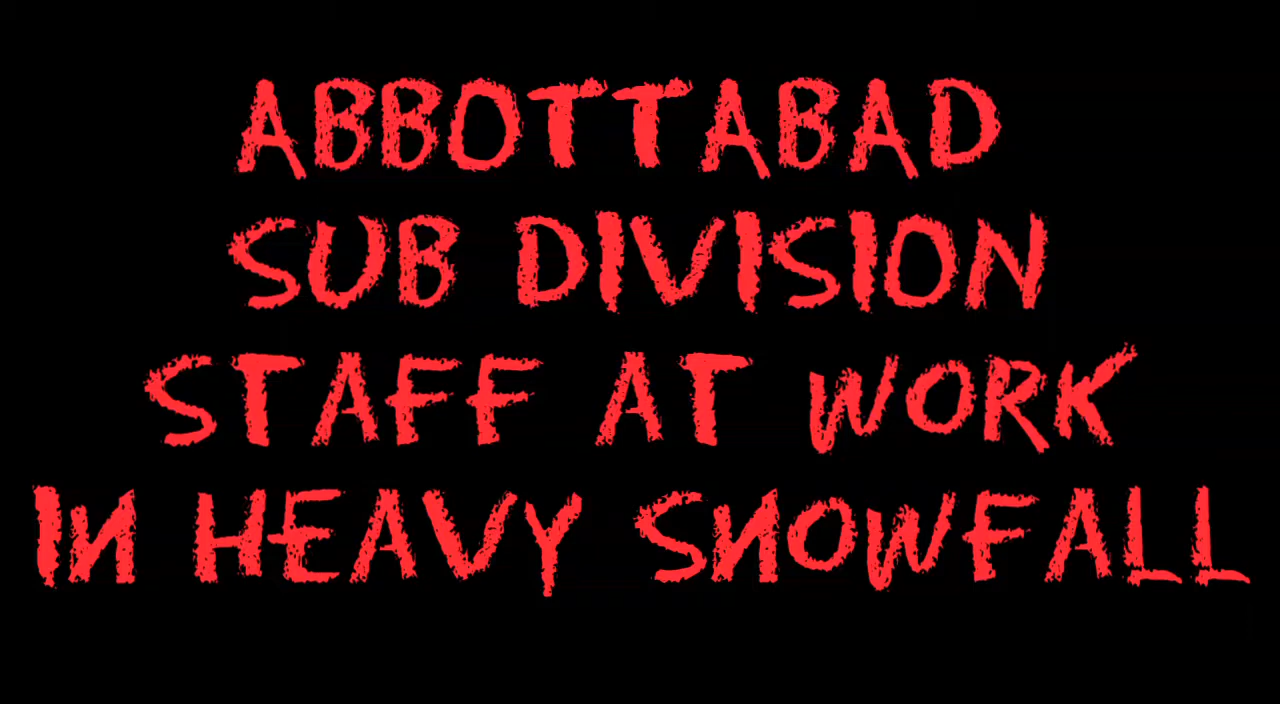 ABBOTTABAD
SUB DIVISION
STAFF AT WORK
IN HEAVY SNOWFALL